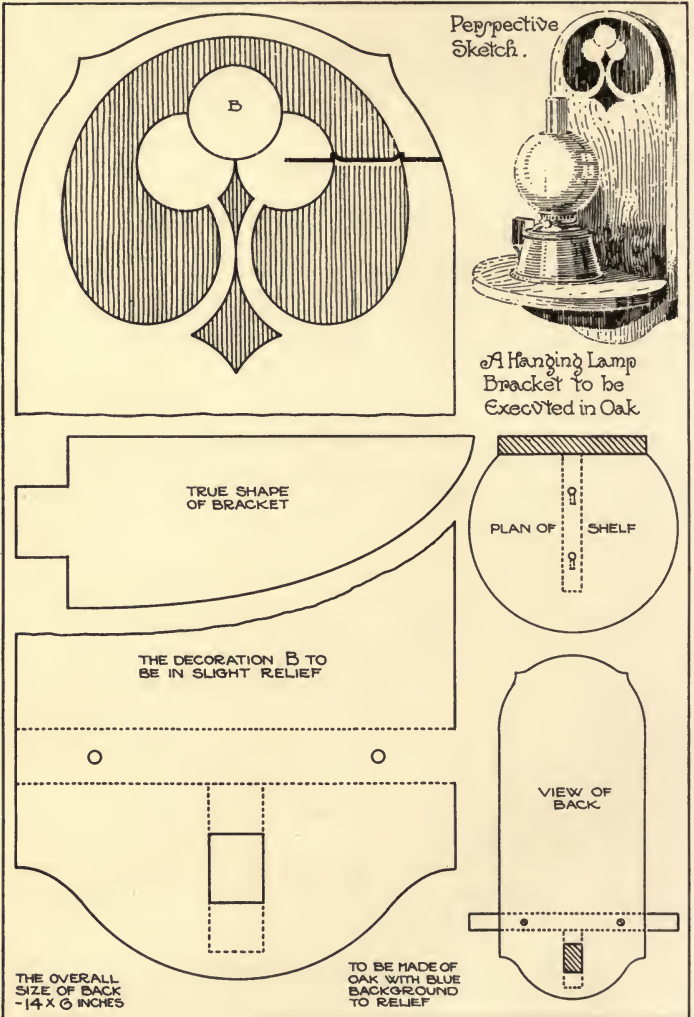 Perspective
Sketch.
B
A Hanging Lamp
Bracket to be
Execvted in Oak
TRUE SHAPE
OF BRACKET
PLAN OF SHELF
THE DECORATION B TO
BE IN SLIGHT RELIEF
VIEW OF
BACK
THE OVERALL
SIZE OF BACK
-14 X 6 INCHES
TO BE MADE OF
OAK WITH BLUE
BACKGROUND
TO RELIEF